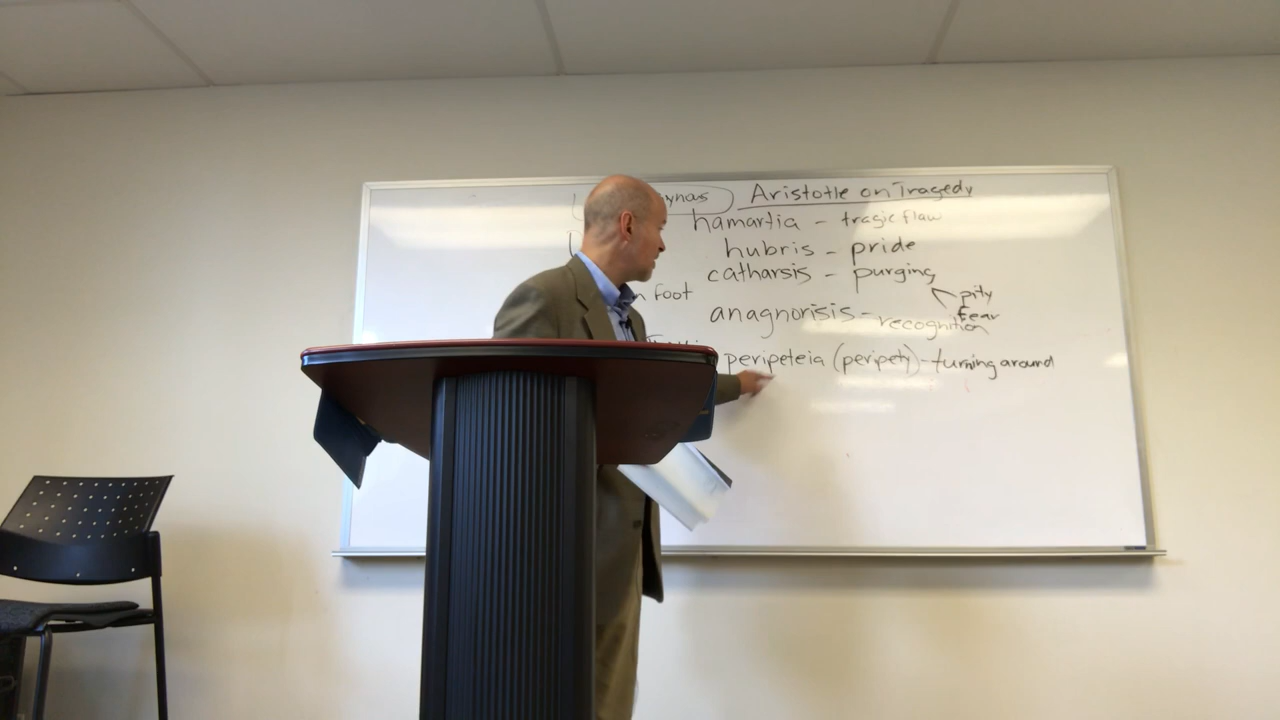 Aristotle on Tragedy
hamartia - tragic flaw
hubris - pride
catharsis - purging
pity
foot
fear
anagnorisis - recognition
peripeteia (peripety) - turning around